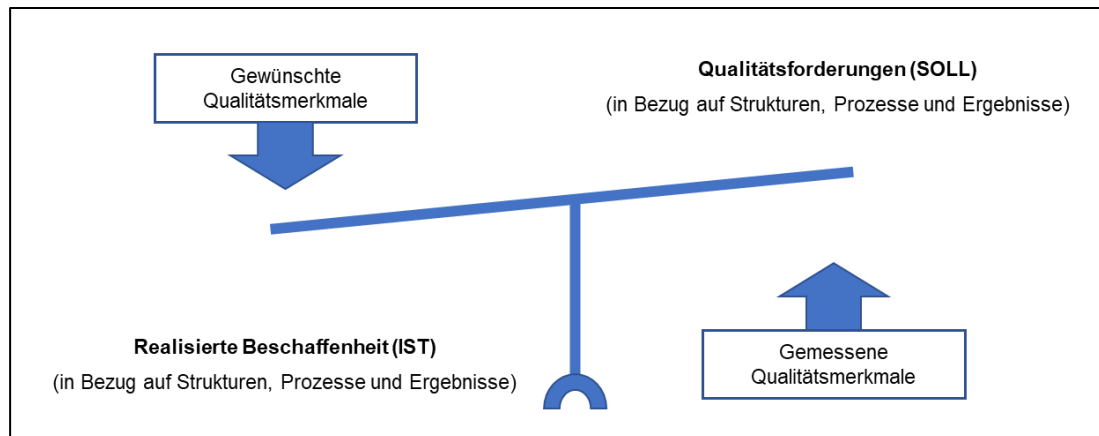 Gewünschte
Qualitätsmerkmale
Qualitätsforderungen (SOLL)
(in Bezug auf Strukturen, Prozesse und Ergebnisse)
Realisierte Beschaffenheit (IST)
(in Bezug auf Strukturen, Prozesse und Ergebnisse)
Gemessene
Qualitätsmerkmale